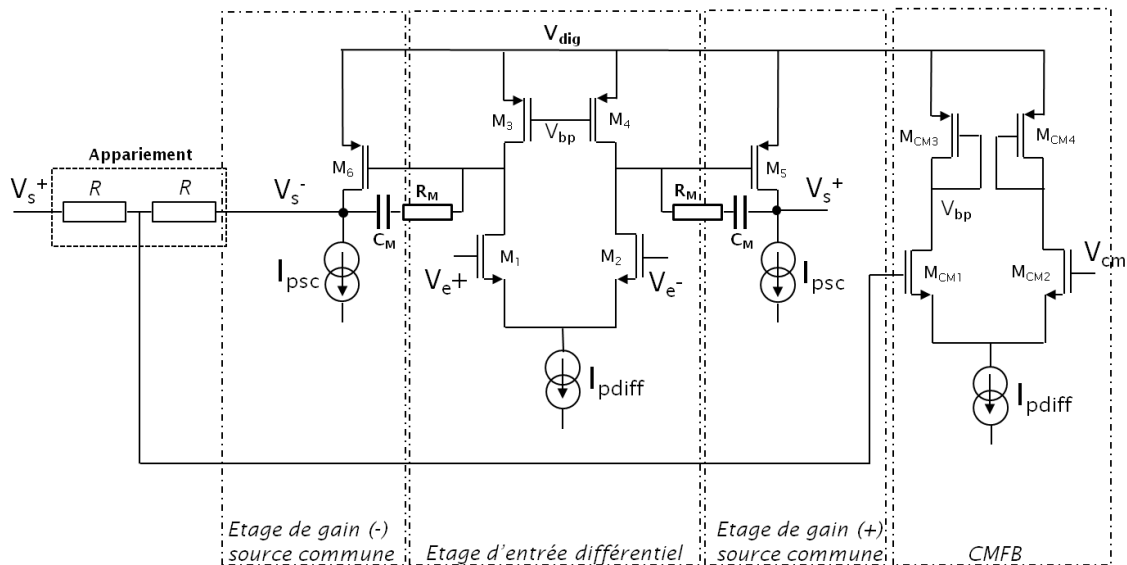 V_dig
M_3
M_4
V_bp
M_6
M_5
M_CM3
M_CM4
Appariement
V_s^+
R
R
V_s^-
R_M
C_M
R_M
C_M
V_s^+
V_bp
M_1
M_2
V_e+
V_e-
I_psc
I_psc
M_CM1
M_CM2
V_cm
I_pdiff
I_pdiff
Etage de gain (-)
source commune
Etage d'entrée différentiel
Etage de gain (+)
source commune
CMFB